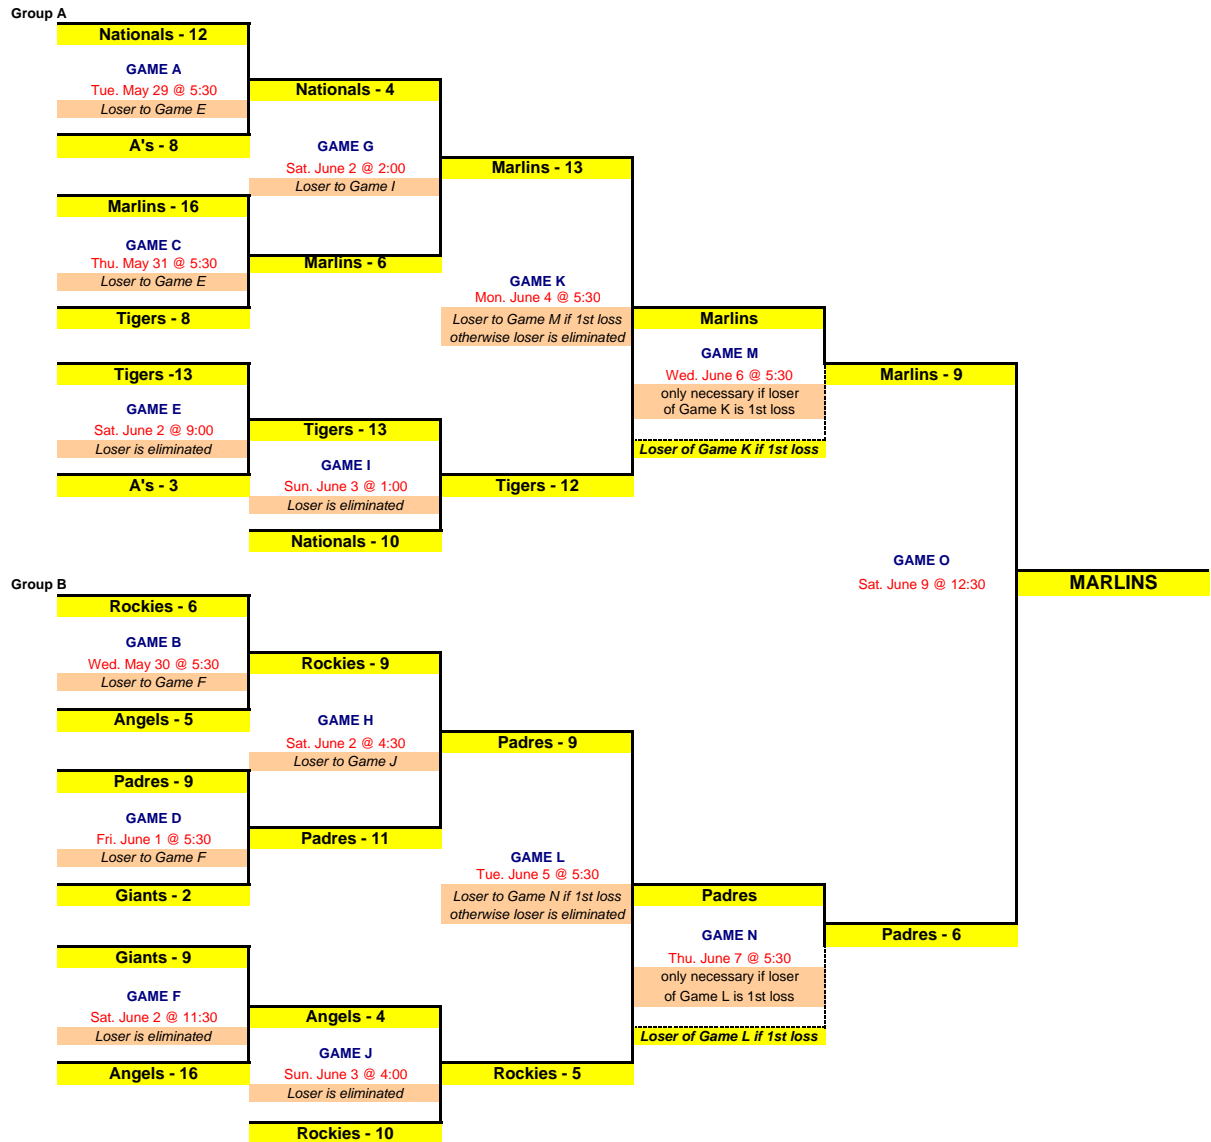 Group A
Nationals - 12
GAME A
Tue. May 29 @ 5:30
Loser to Game E
A's - 8
Marlins - 16
GAME C
Thu. May 31 @ 5:30
Loser to Game E
Tigers - 8
Tigers -13
GAME E
Sat. June 2 @ 9:00
Loser is eliminated
A's - 3
Nationals - 4
GAME G
Sat. June 2 @ 2:00
Loser to Game I
Marlins - 6
Tigers - 13
GAME I
Sun. June 3 @ 1:00
Loser is eliminated
Nationals - 10
Marlins - 13
GAME K
Mon. June 4 @ 5:30
Loser to Game M if 1st loss
otherwise loser is eliminated
Tigers - 12
Marlins
GAME M
Wed. June 6 @ 5:30
only necessary if loser
of Game K is 1st loss
Loser of Game K if 1st loss
Marlins - 9
GAME O
Sat. June 9 @ 12:30
MARLINS
Group B
Rockies - 6
GAME B
Wed. May 30 @ 5:30
Loser to Game F
Angels - 5
Padres - 9
GAME D
Fri. June 1 @ 5:30
Loser to Game F
Giants - 2
Giants - 9
GAME F
Sat. June 2 @ 11:30
Loser is eliminated
Angels - 16
Rockies - 9
GAME H
Sat. June 2 @ 4:30
Loser to Game J
Padres - 11
Angels - 4
GAME J
Sun. June 3 @ 4:00
Loser is eliminated
Rockies - 10
Padres - 9
GAME L
Tue. June 5 @ 5:30
Loser to Game N if 1st loss
otherwise loser is eliminated
Rockies - 5
Padres
GAME N
Thu. June 7 @ 5:30
only necessary if loser
of Game L is 1st loss
Loser of Game L if 1st loss
Padres - 6